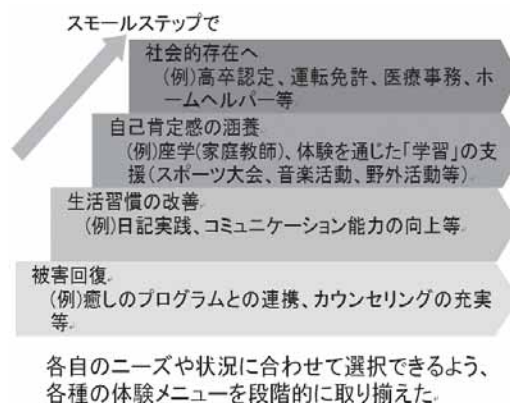 スモールステップで
社会的存在へ
(例)高卒認定、運転免許、医療事務、ホ
ームヘルパー等
自己肯定感の涵養
(例)座学(家庭教師)、体験を通じた「学習」の支
援(スポーツ大会、音楽活動、野外活動等)
生活習慣の改善
(例)日記実践、コミュニケーション能力の向上等
被害回復
(例)癒しのプログラムとの連携、カウンセリングの充実
等
各自のニーズや状況に合わせて選択できるよう、
各種の体験メニューを段階的に取り揃えた。